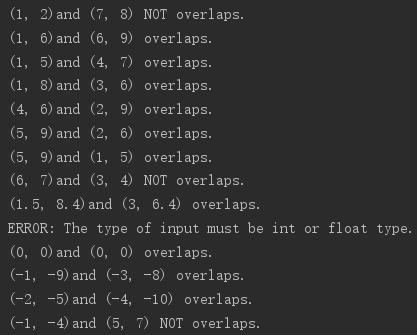 (1, 2)and (7, 8) NOT overlaps.
(1, 6)and (6, 9) overlaps.
(1, 5)and (4, 7) overlaps.
(1, 8)and (3, 6) overlaps.
(4, 6)and (2, 9) overlaps.
(5, 9)and (2, 6) overlaps.
(5, 9)and (1, 5) overlaps.
(6, 7)and (3, 4) NOT overlaps.
(1.5, 8.4)and (3, 6.4) overlaps.
ERROR: The type of input must be int or float type.
(0, 0)and (0, 0) overlaps.
(-1, -9)and (-3, -8) overlaps.
(-2, -5)and (-4, -10) overlaps.
(-1, -4)and (5, 7) NOT overlaps.